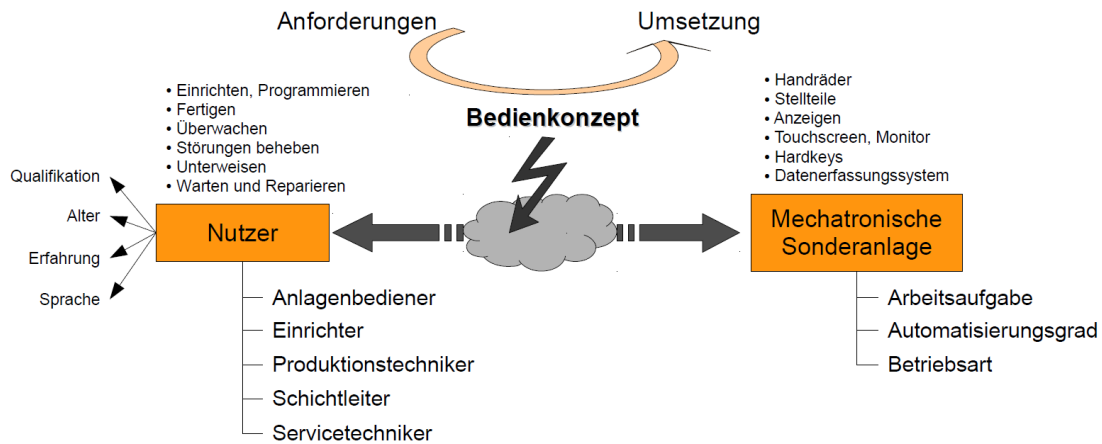 Anforderungen
Umsetzung
Bedienkonzept
• Einrichten, Programmieren
• Fertigen
• Überwachen
• Störungen beheben
• Unterweisen
• Warten und Reparieren
• Handräder
• Stellteile
• Anzeigen
• Touchscreen, Monitor
• Hardkeys
• Datenerfassungssystem
Qualifikation
Alter
Erfahrung
Sprache
Nutzer
Mechatronische
Sonderanlage
Anlagenbediener
Einrichter
Produktionstechniker
Schichtleiter
Servicetechniker
Arbeitsaufgabe
Automatisierungsgrad
Betriebsart